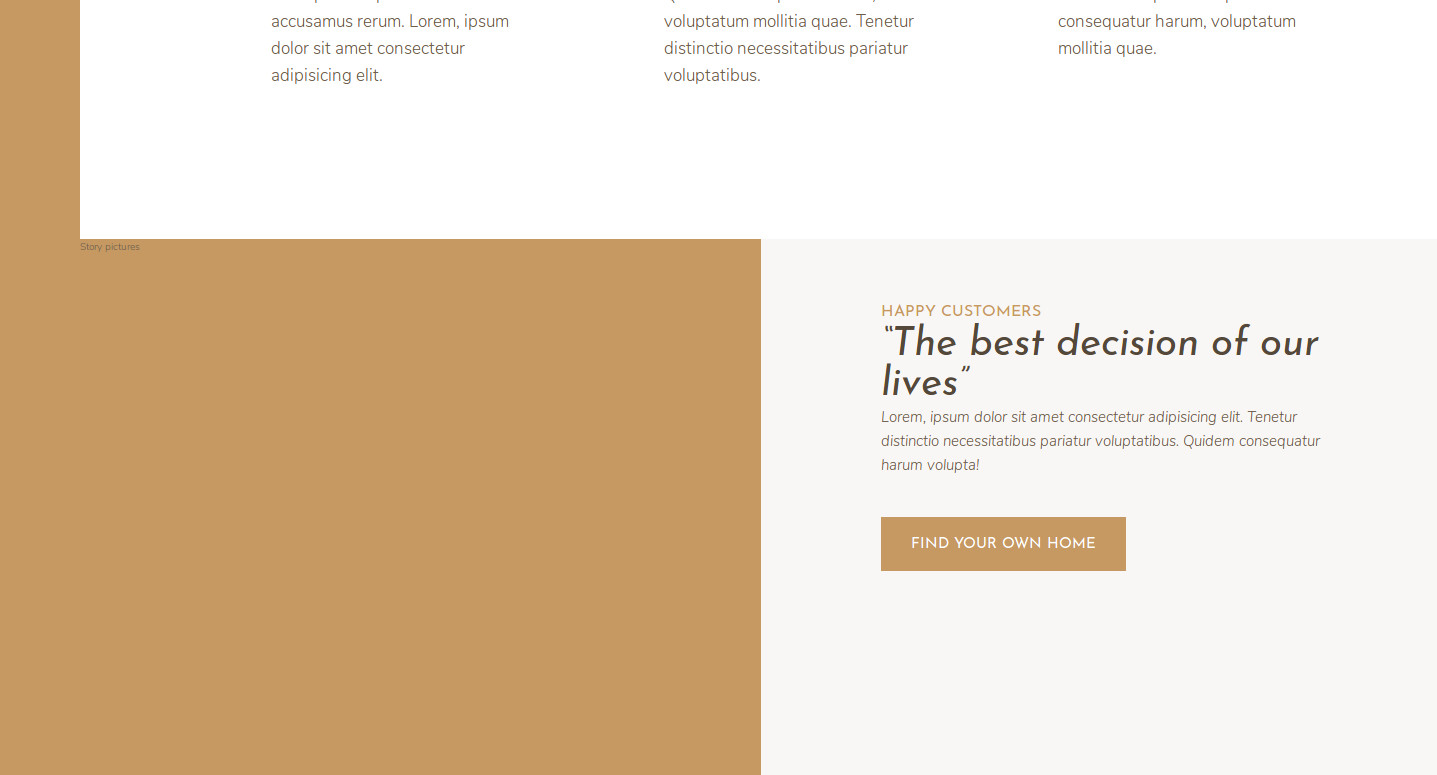 accusamus rerum. Lorem, ipsum
dolor sit amet consectetur
adipisicing elit.
voluptatum mollitia quae. Tenetur
distinctio necessitatibus pariatur
voluptatibus.
consequatur harum, voluptatum
mollitia quae.
Story pictures
HAPPY CUSTOMERS
“The best decision of our
lives”
Lorem, ipsum dolor sit amet consectetur adipisicing elit. Tenetur
distinctio necessitatibus pariatur voluptatibus. Quidem consequatur
harum volupta!
FIND YOUR OWN HOME